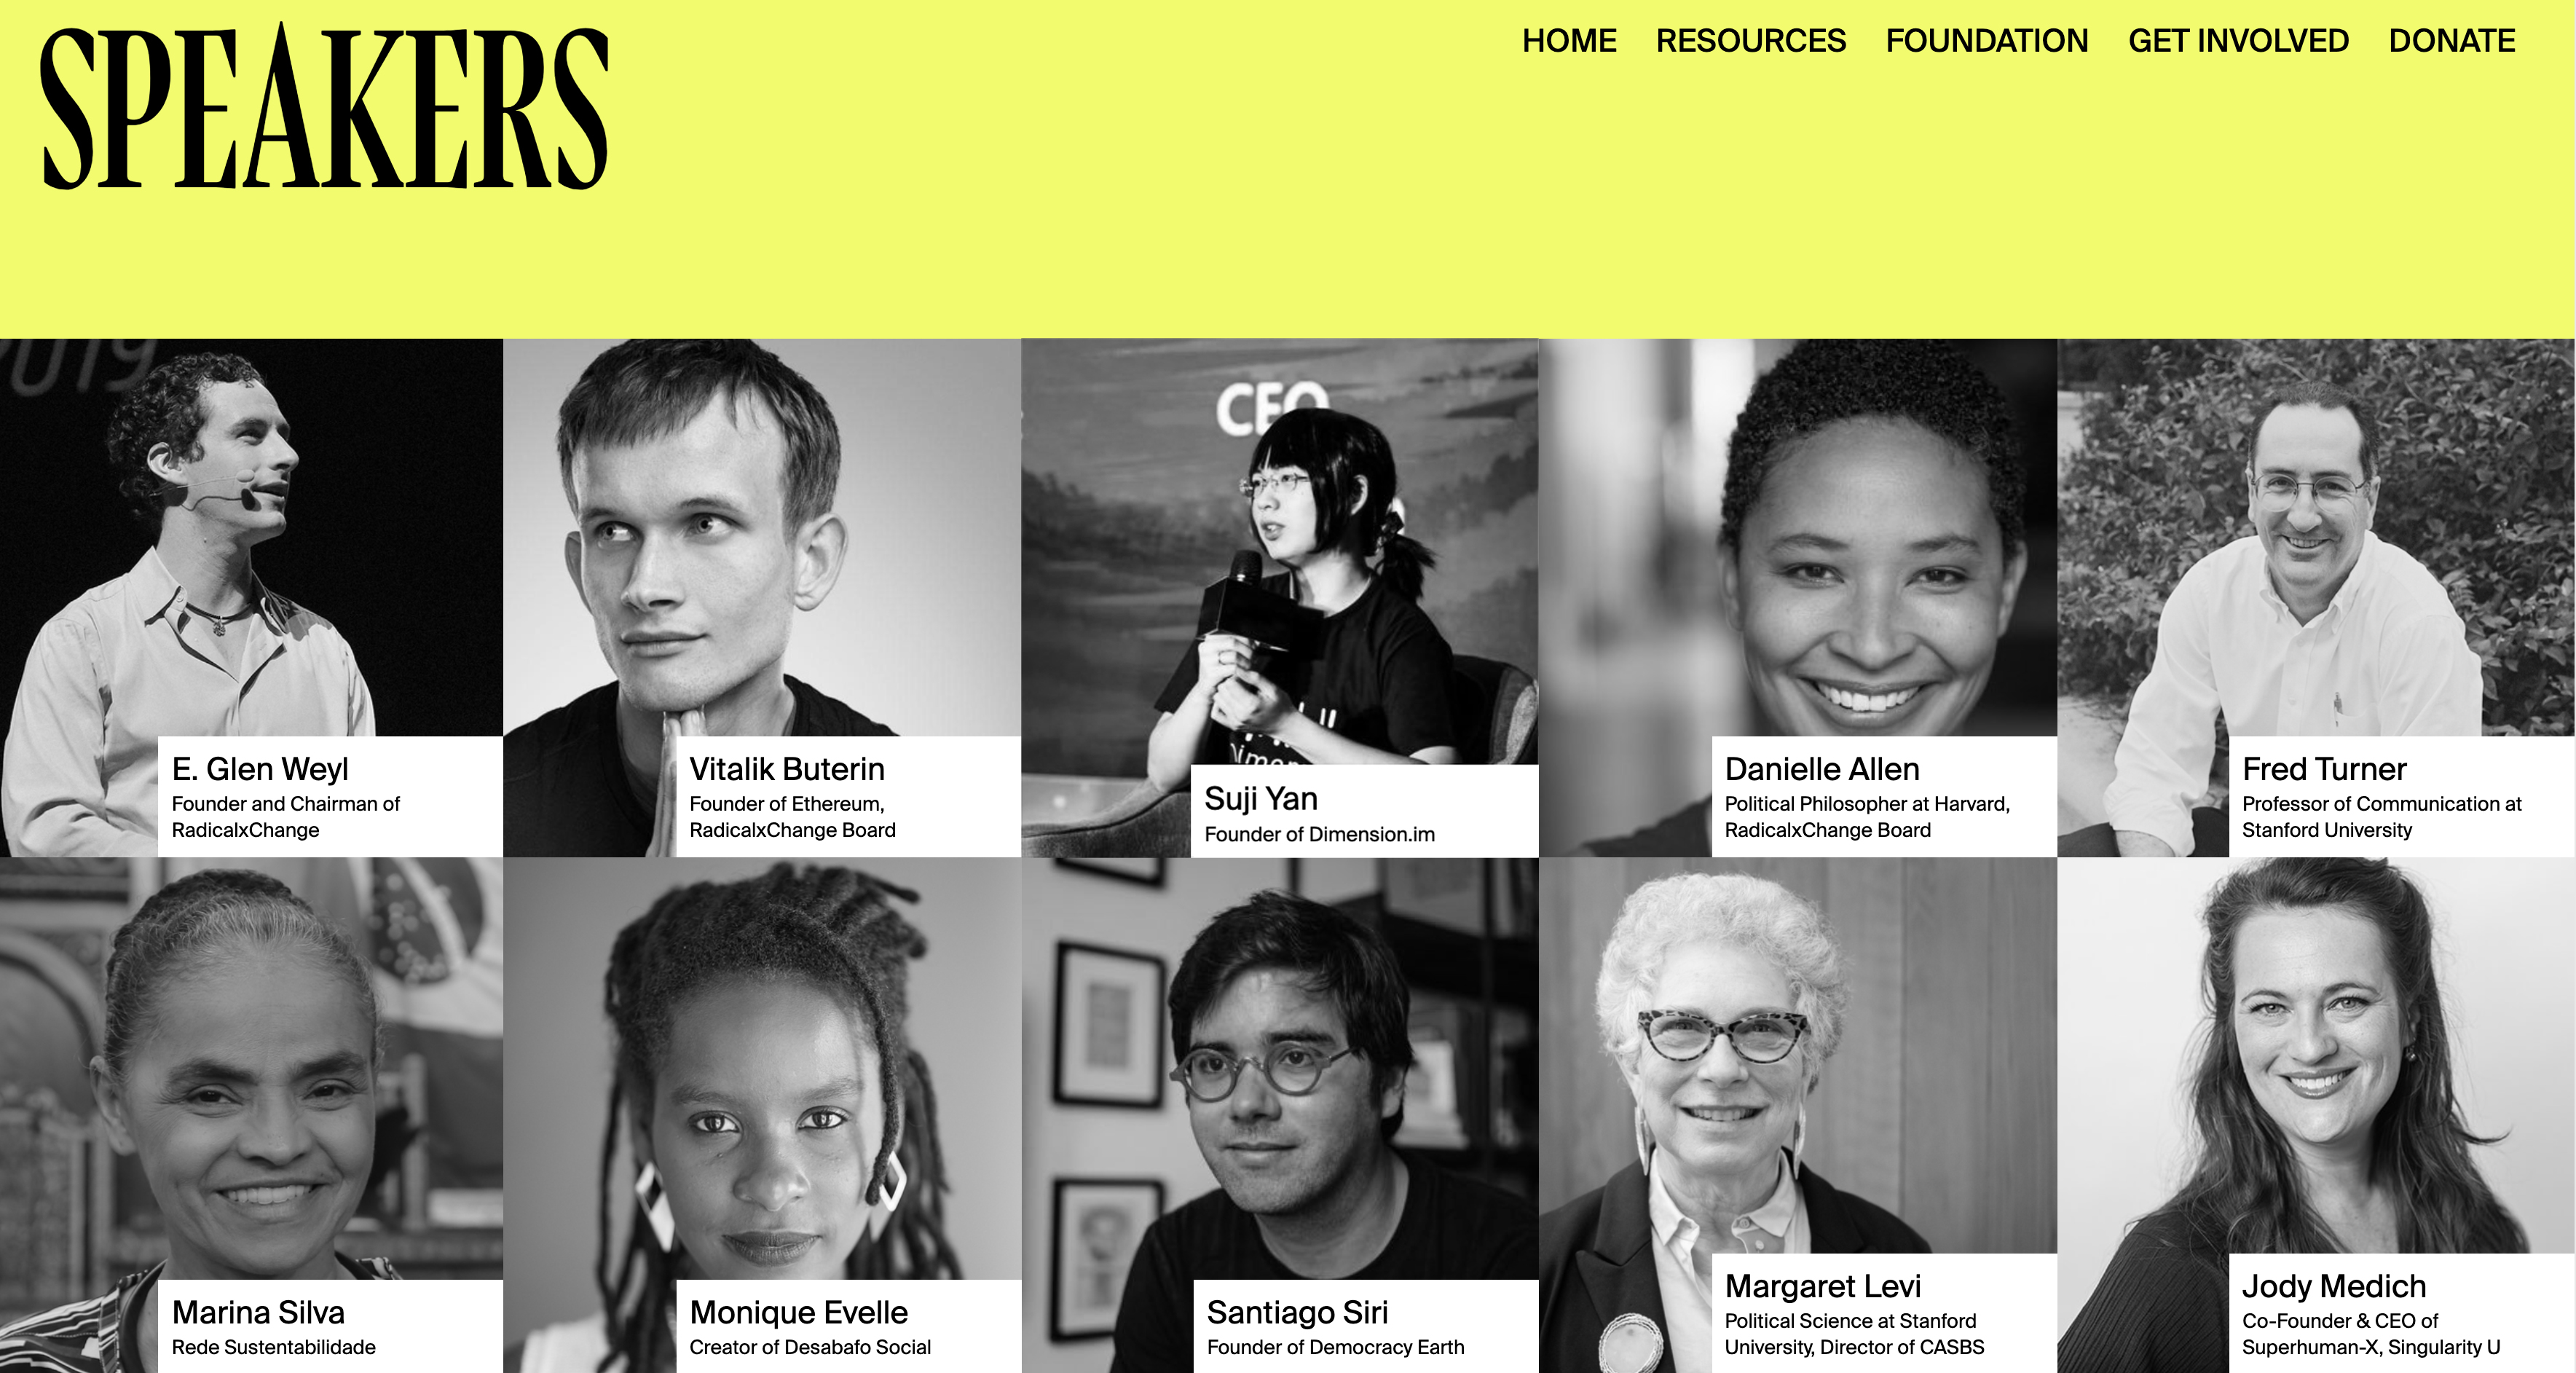 SPEAKERS
HOME RESOURCES FOUNDATION GET INVOLVED DONATE
2019
CEO
E. Glen Weyl
Founder and Chairman of
RadicalxChange
Vitalik Buterin
Founder of Ethereum,
RadicalxChange Board
Suji Yan
Founder of Dimension.im
Danielle Allen
Political Philosopher at Harvard,
RadicalxChange Board
Fred Turner
Professor of Communication at
Stanford University
Marina Silva
Rede Sustentabilidade
Monique Evelle
Creator of Desabafo Social
Santiago Siri
Founder of Democracy Earth
Margaret Levi
Political Science at Stanford
University, Director of CASBS
Jody Medich
Co-Founder & CEO of
Superhuman-X, Singularity U